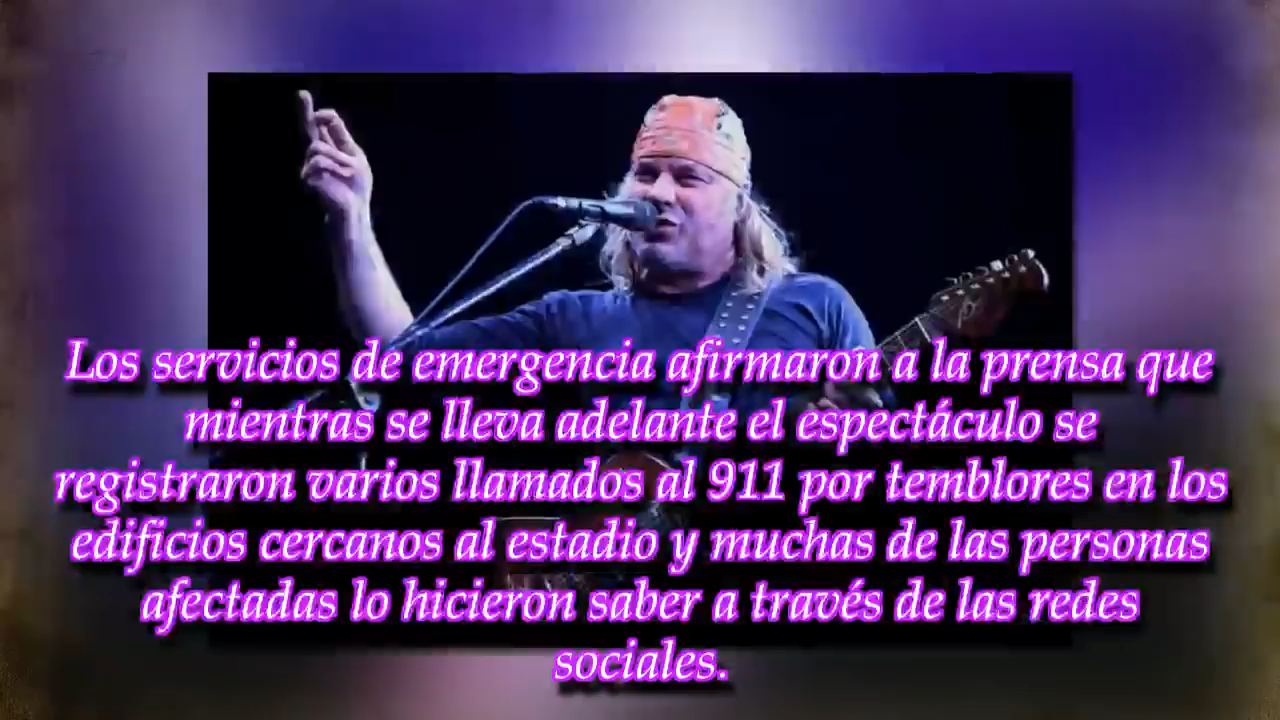 Los servicios de emergencia afirmaron a la prensa que
mientras se lleva adelante el espectáculo se
registraron varios llamados al 911 por temblores en los
edificios cercanos al estadio y muchas de las personas
afectadas lo hicieron saber a través de las redes
sociales.